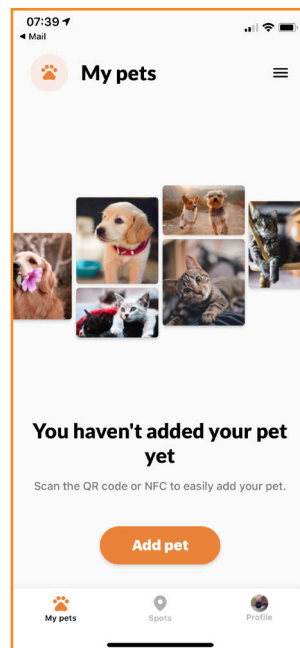 07:39
Mail
My pets
You haven't added your pet
yet
Scan the QR code or NFC to easily add your pet.
Add pet
My pets
Spots
Profile